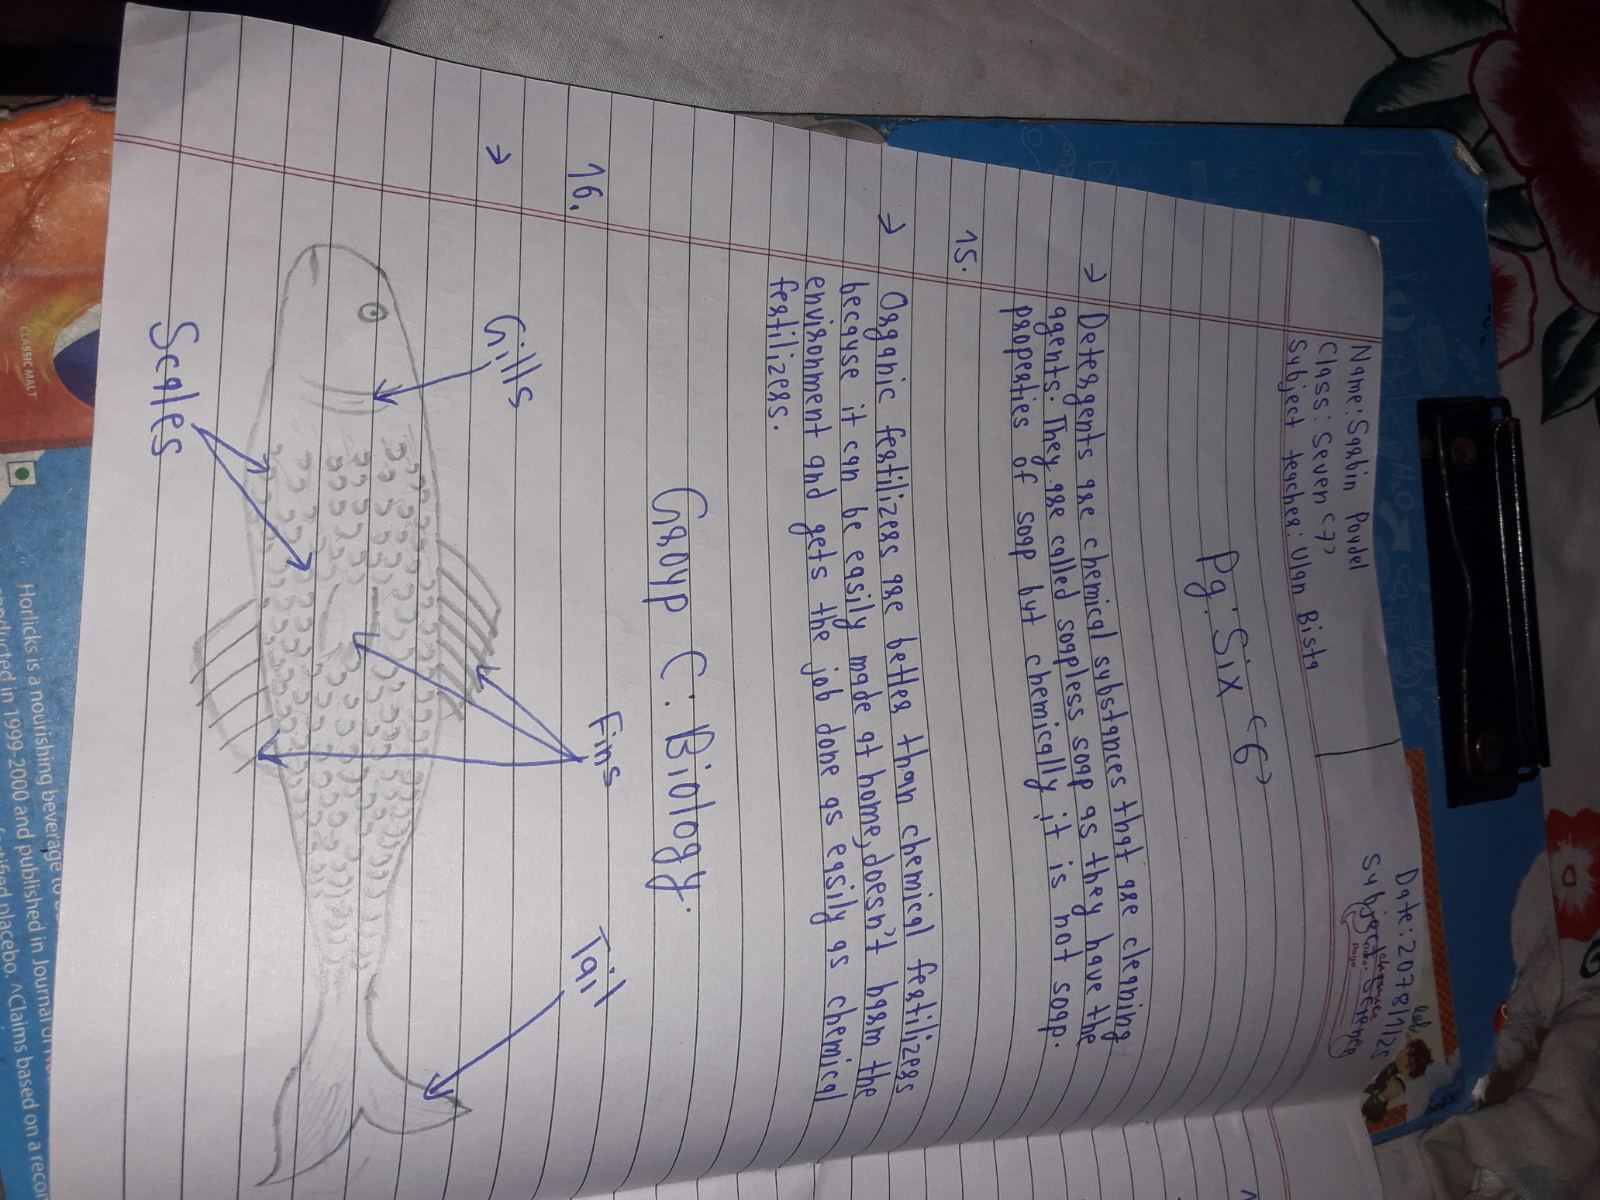 Name: Sarbin Poudel
Class: Seven <7>
Subject teacher: Ulan Bista
Date: 2078/1/25
Subject: Science
Pg: Six <6>
→ Detergents are chemical substances that are cleaning
agents. They are called soapless soap as they have the
properties of soap but chemically it is not soap.
15.
→ Organic fertilizers are better than chemical fertilizers
because it can be easily made at home, doesn't harm the
environment and gets the job done as easily as chemical
fertilizers.
Group C: Biology.
16.
→
Gills
Fins
Tail
Scales
CLASSIC MALT
Horlicks is a nourishing beverage to
conducted in 1999-2000 and published in Journal of
placebo. ^Claims based on a